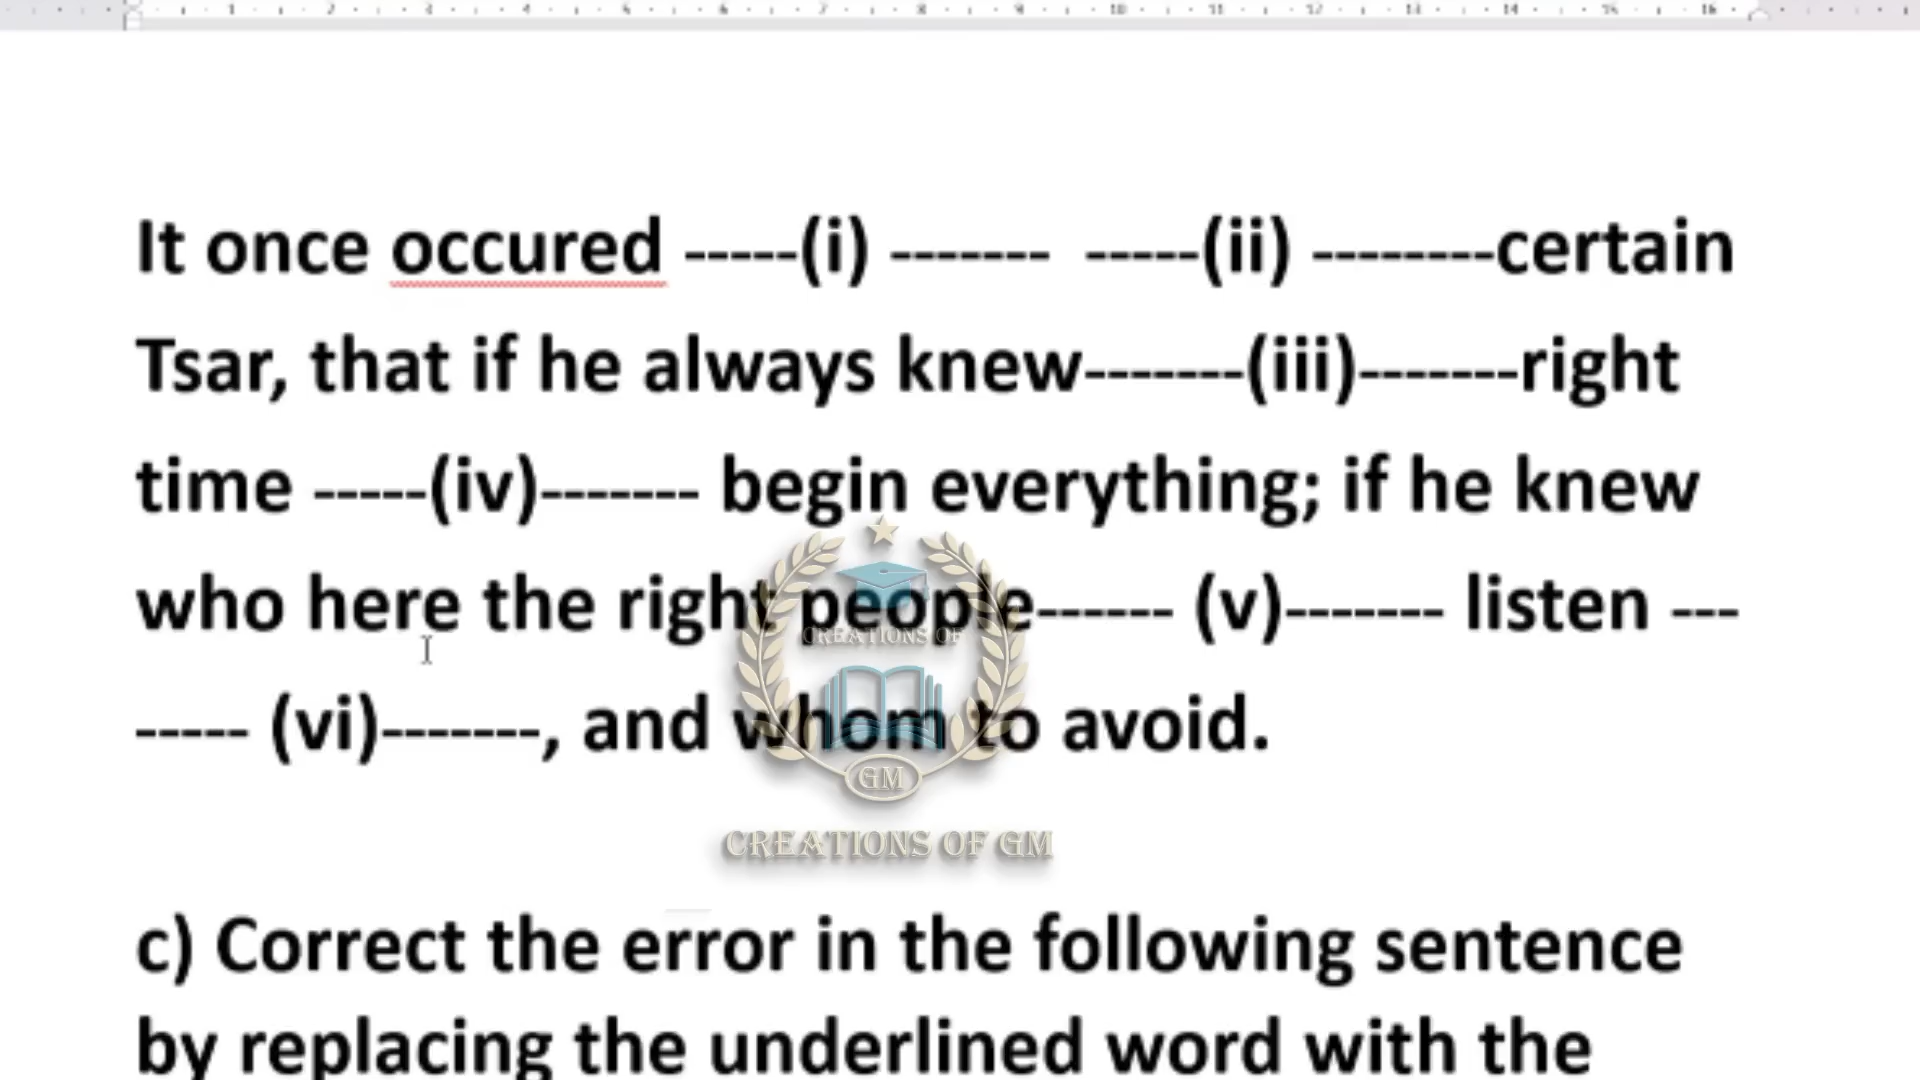 It once occured -----(i) ------- -----(ii) --------certain
Tsar, that if he always knew-------(iii)-------right
time -----(iv)------- begin everything; if he knew
who here the right people------ (v)------- listen ---
----- (vi)-------, and whom to avoid.
CREATIONS OF
GM
CREATIONS OF GM
c) Correct the error in the following sentence
by replacing the underlined word with the